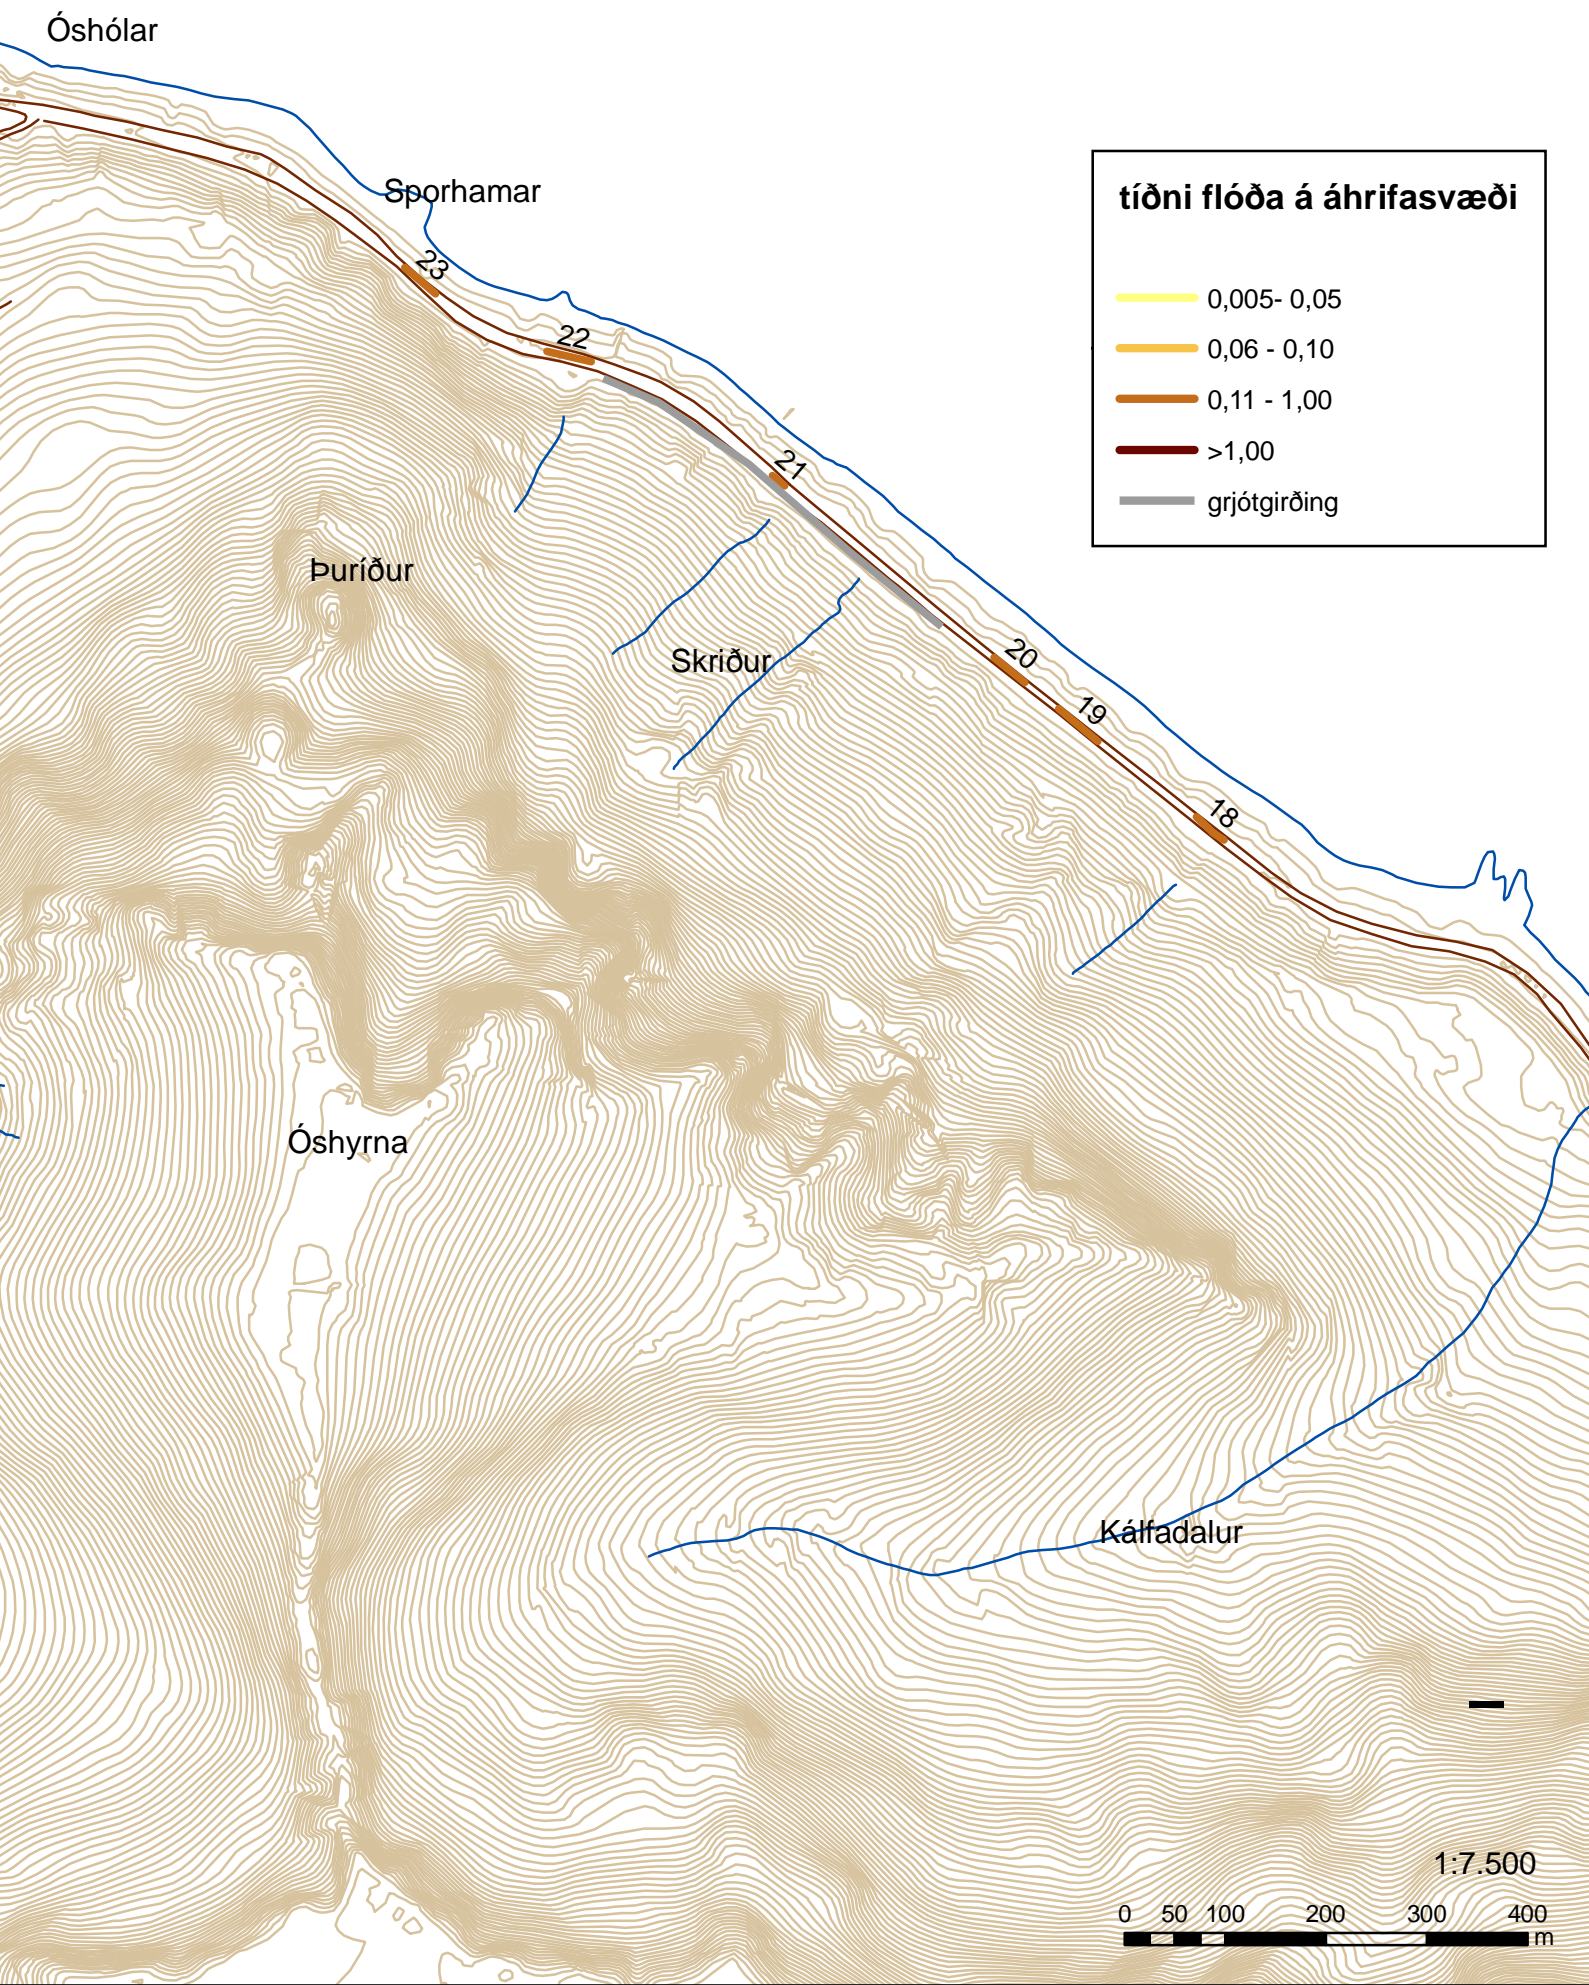 Óshólar
Sporhamar
tíðni flóða á áhrifasvæði
0,005- 0,05
0,06 - 0,10
0,11 - 1,00
>1,00
grjótgirðing
23
22
21
Þuríður
Skriður
20
19
18
Óshyrna
Kálfadalur
1:7.500
0 50 100 200 300 400
m